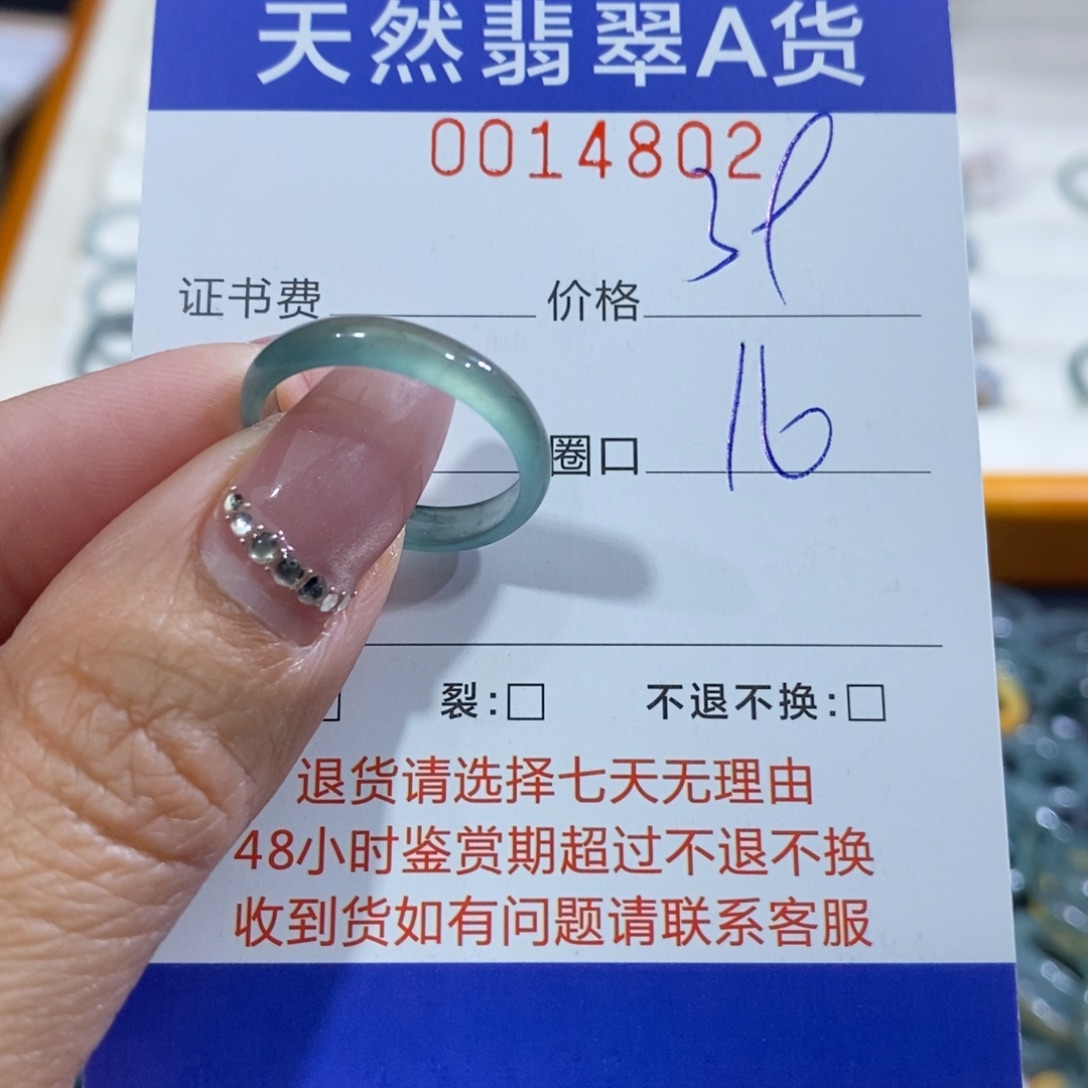 天然翡翠A货
0014802
证书费 价格
圈口 16
裂:□ 不退不换:□
退货请选择七天无理由
48小时鉴赏期超过不退不换
收到货如有问题请联系客服